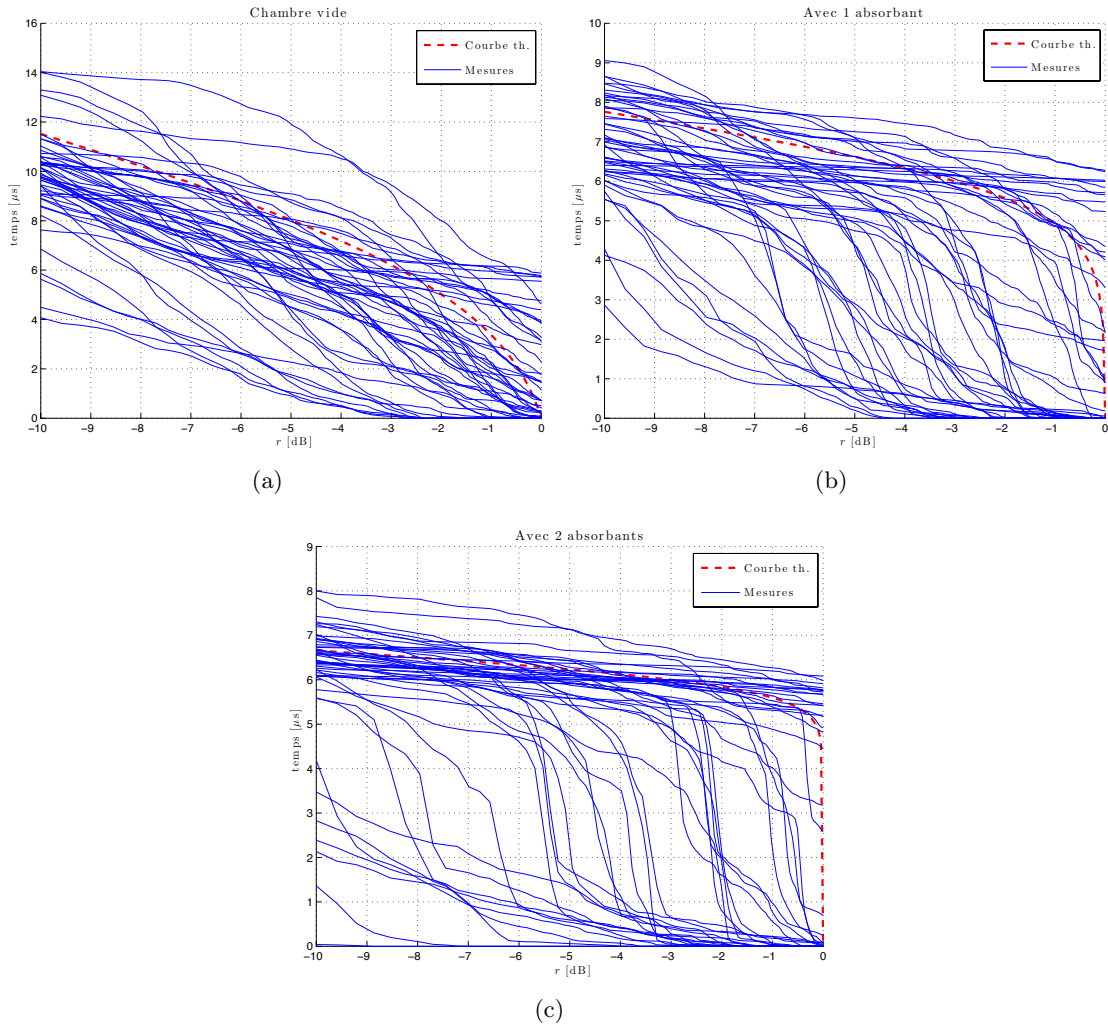 Chambre vide
16
14
12
10
8
6
4
2
0
temps [μs]
Courbe th.
Mesures
−10 −9 −8 −7 −6 −5 −4 −3 −2 −1 0
r [dB]
(a)
Avec 1 absorbant
10
9
8
7
6
5
4
3
2
1
0
temps [μs]
Courbe th.
Mesures
−10 −9 −8 −7 −6 −5 −4 −3 −2 −1 0
r [dB]
(b)
Avec 2 absorbants
9
8
7
6
5
4
3
2
1
0
temps [μs]
Courbe th.
Mesures
−10 −9 −8 −7 −6 −5 −4 −3 −2 −1 0
r [dB]
(c)